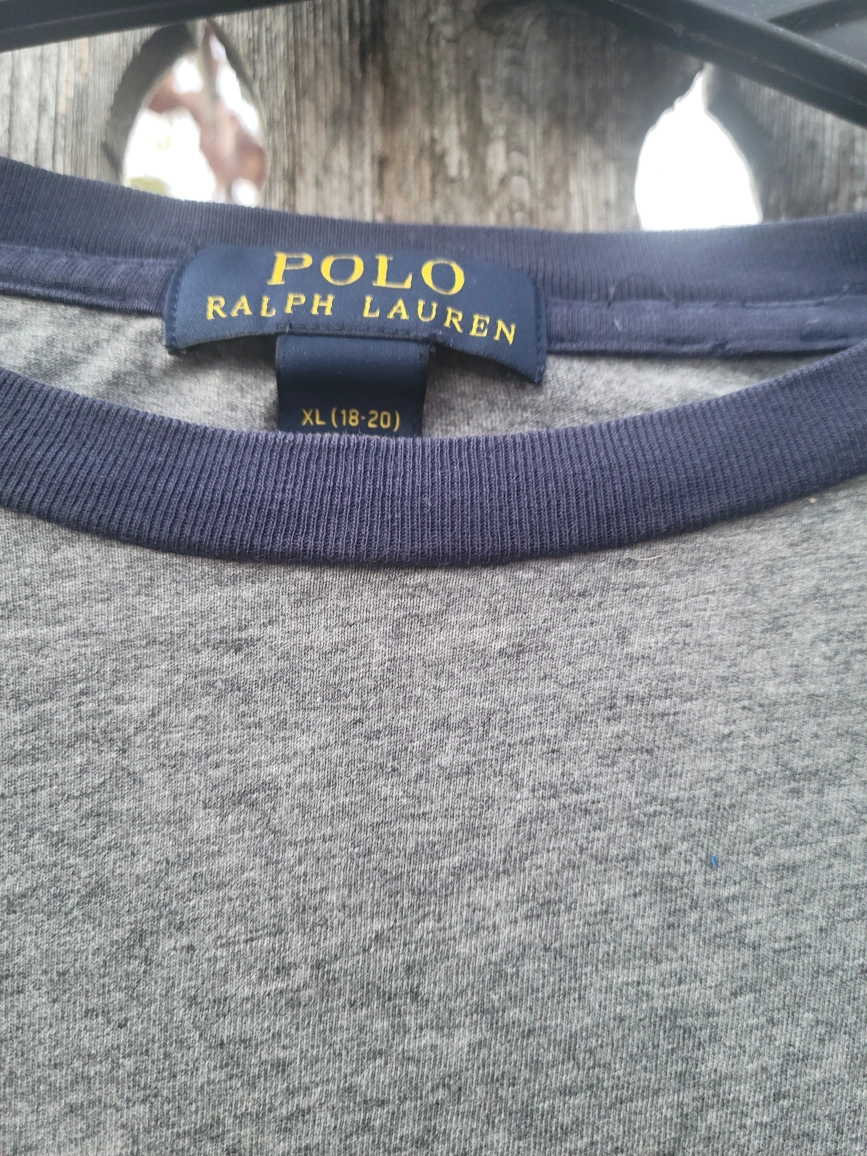 POLO
RALPH LAUREN
XL (18-20)